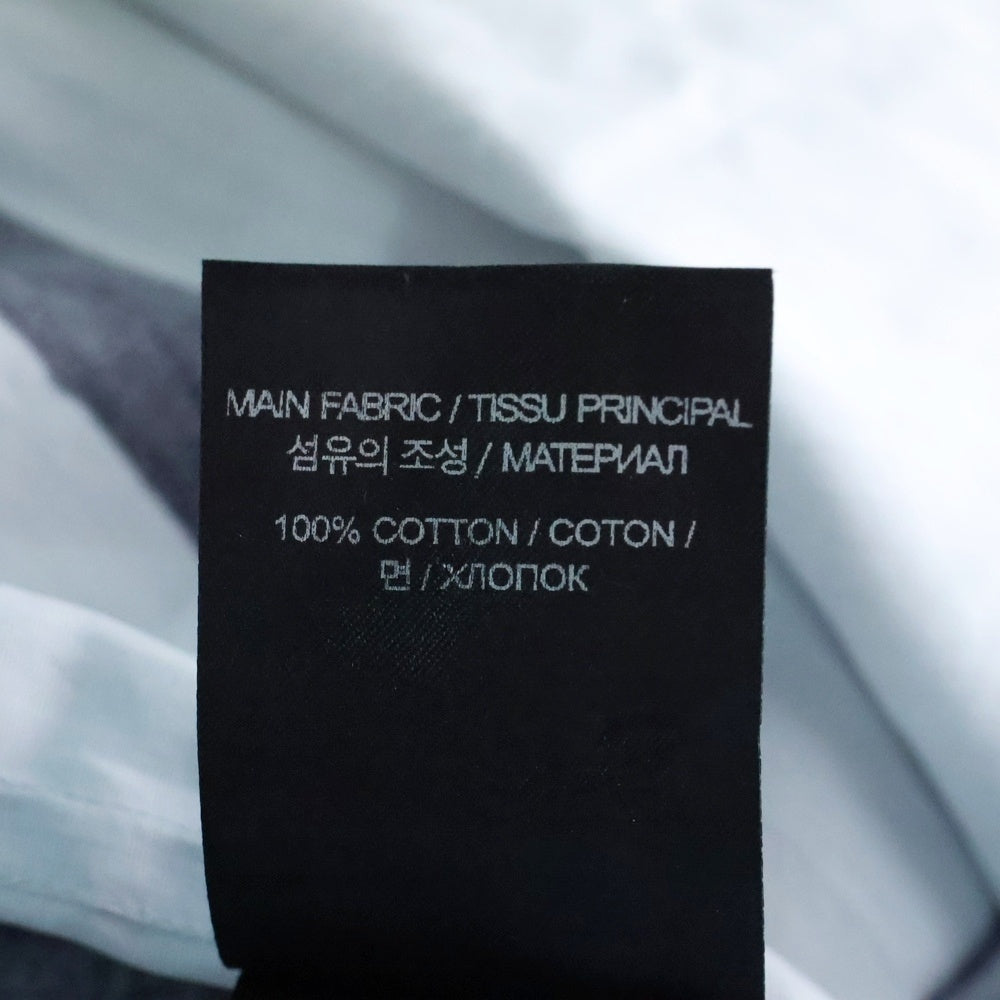 MAIN FABRIC / TISSU PRINCIPAL
섬유의 조성 / МАТЕРИАЛ
100% COTTON / COTON /
면 / ХЛОПОК